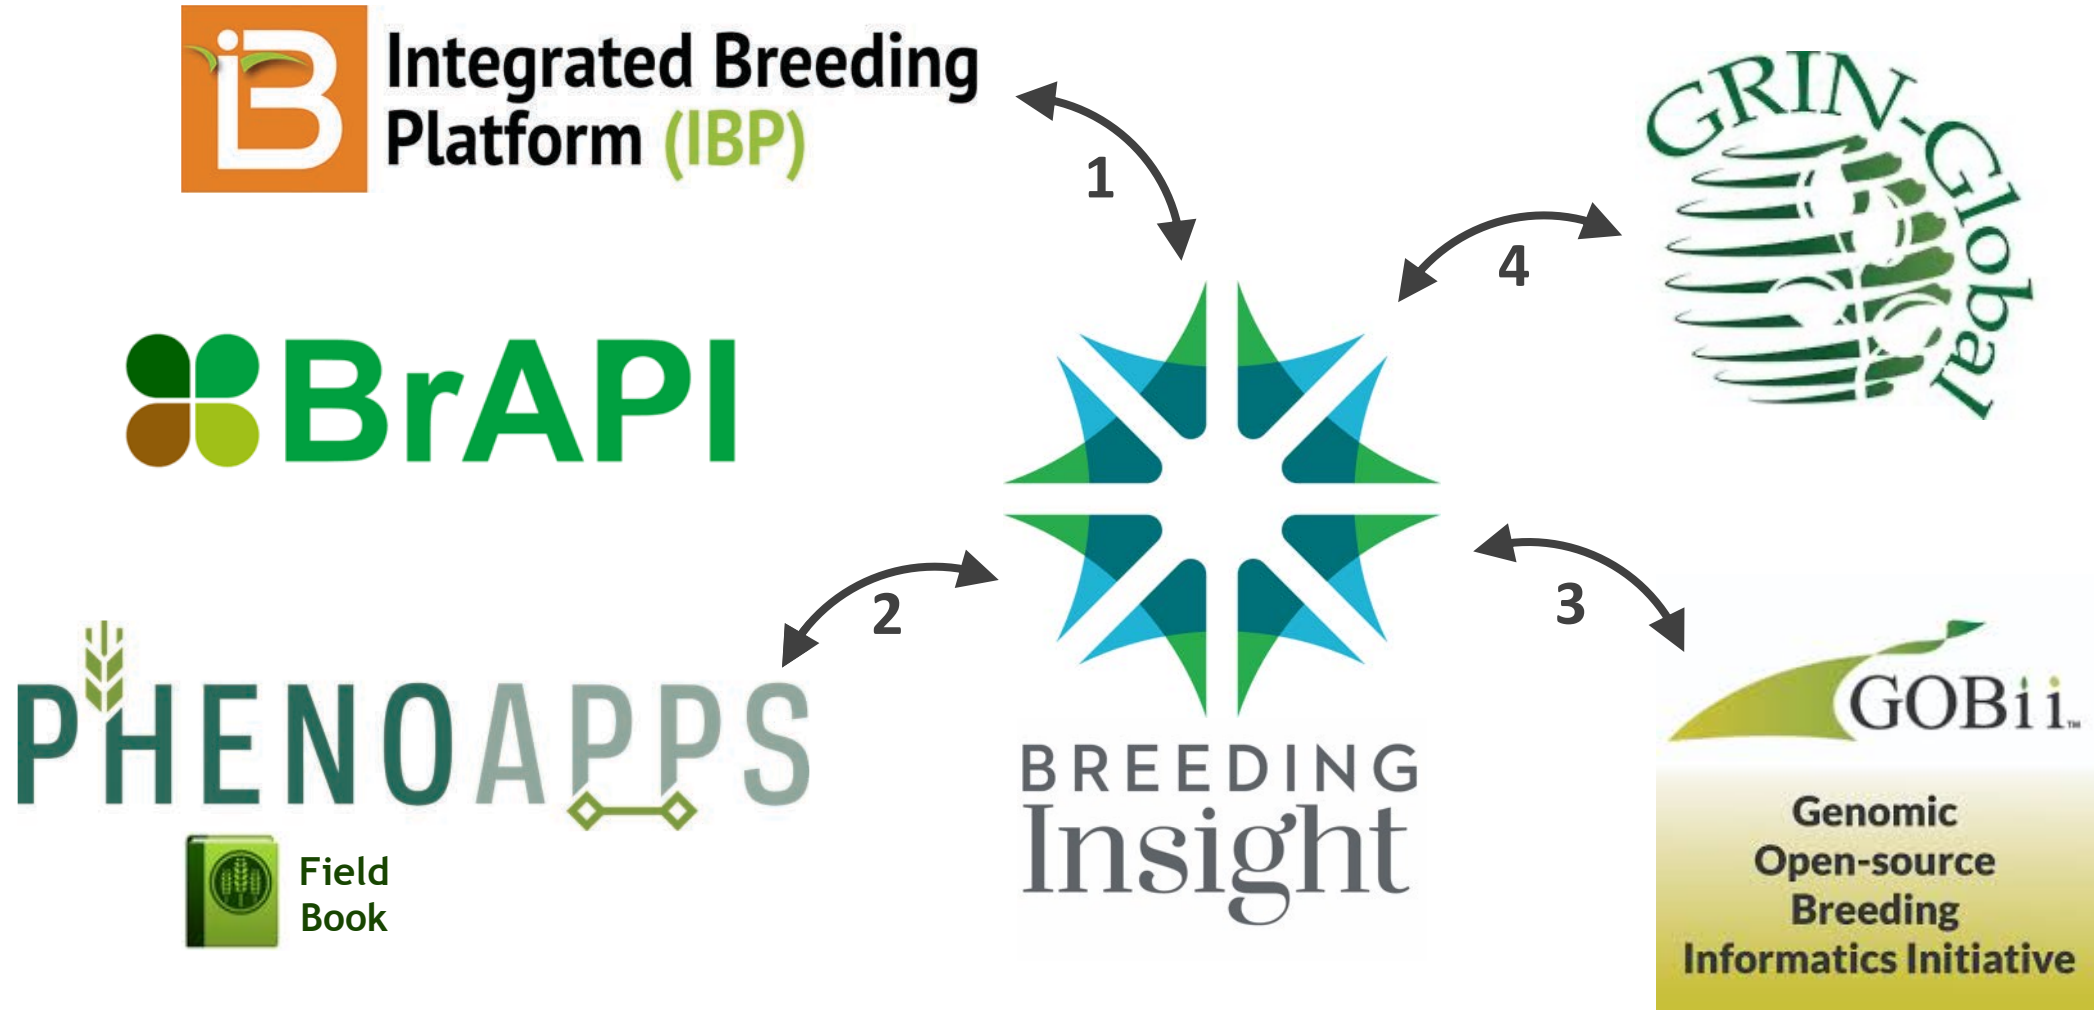 Integrated Breeding
Platform (IBP)
1
GRIN-Global
4
BrAPI
2
3
PHENOAPPS
Field
Book
BREEDING
Insight
GOBii™
Genomic
Open-source
Breeding
Informatics Initiative